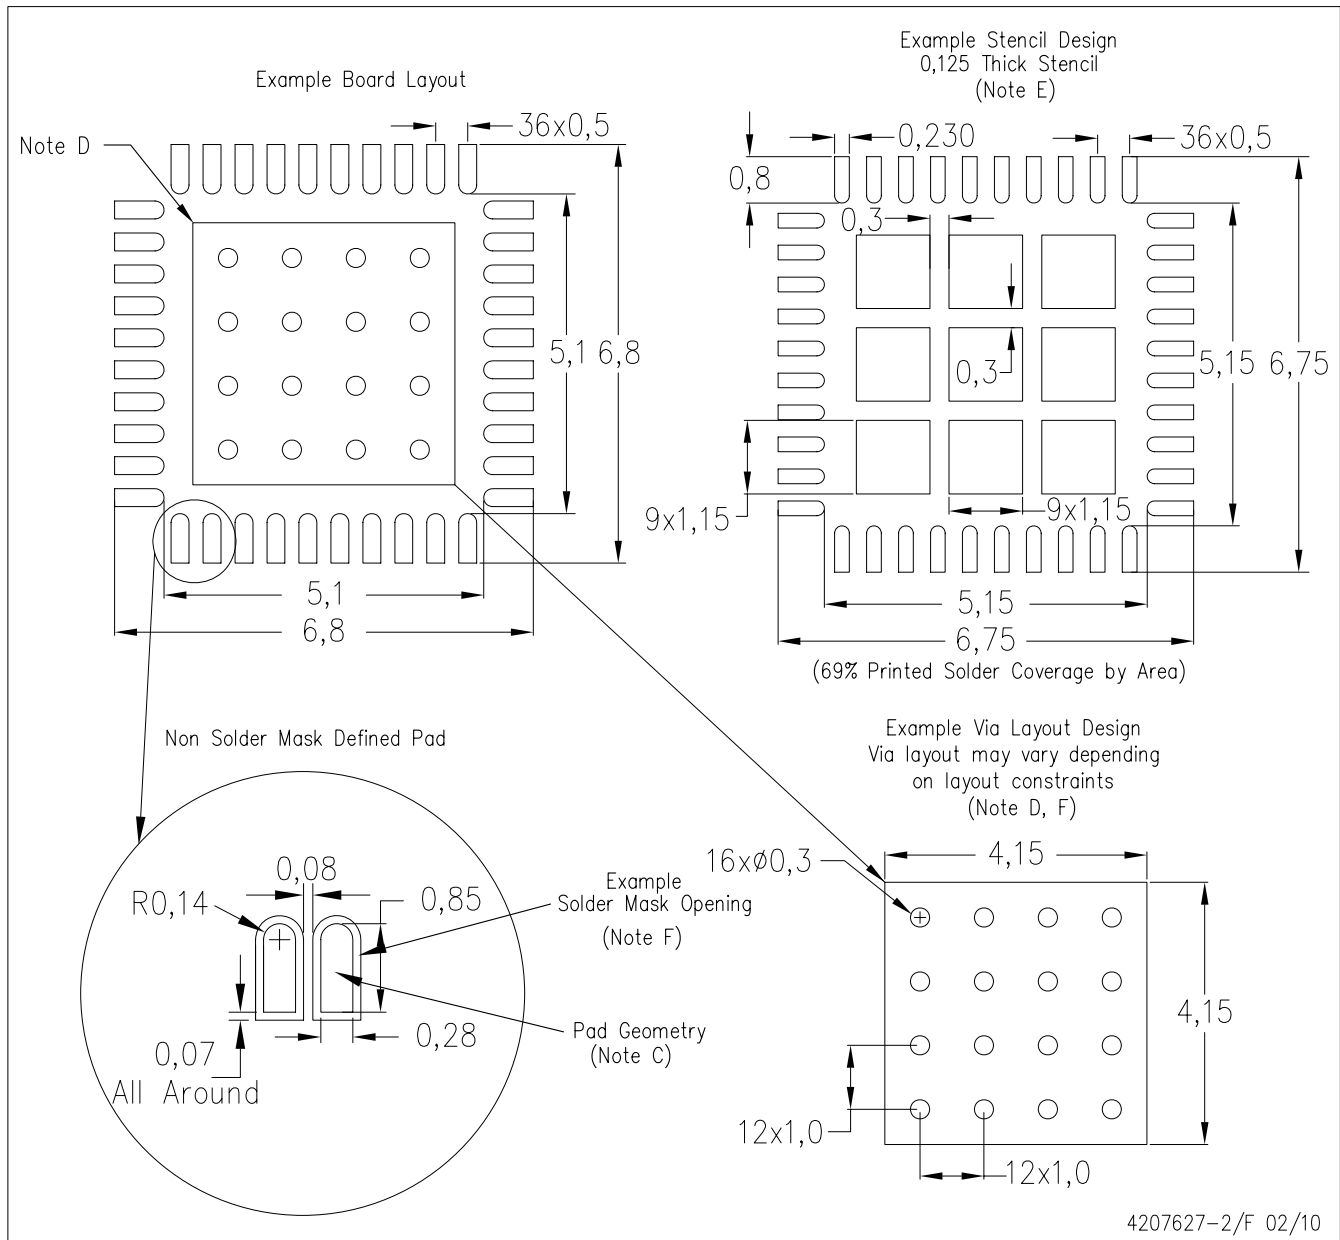 Example Board Layout
Note D
36x0,5
5,1
6,8
5,1
6,8
Example Stencil Design
0,125 Thick Stencil
(Note E)
0,230
36x0,5
0,8
0,3
0,3
5,15
6,75
9x1,15
9x1,15
5,15
6,75
(69% Printed Solder Coverage by Area)
Non Solder Mask Defined Pad
0,08
R0,14
0,85
Example
Solder Mask Opening
(Note F)
0,28
Pad Geometry
(Note C)
0,07
All Around
Example Via Layout Design
Via layout may vary depending
on layout constraints
(Note D, F)
16xø0,3
4,15
4,15
12x1,0
12x1,0
4207627-2/F 02/10